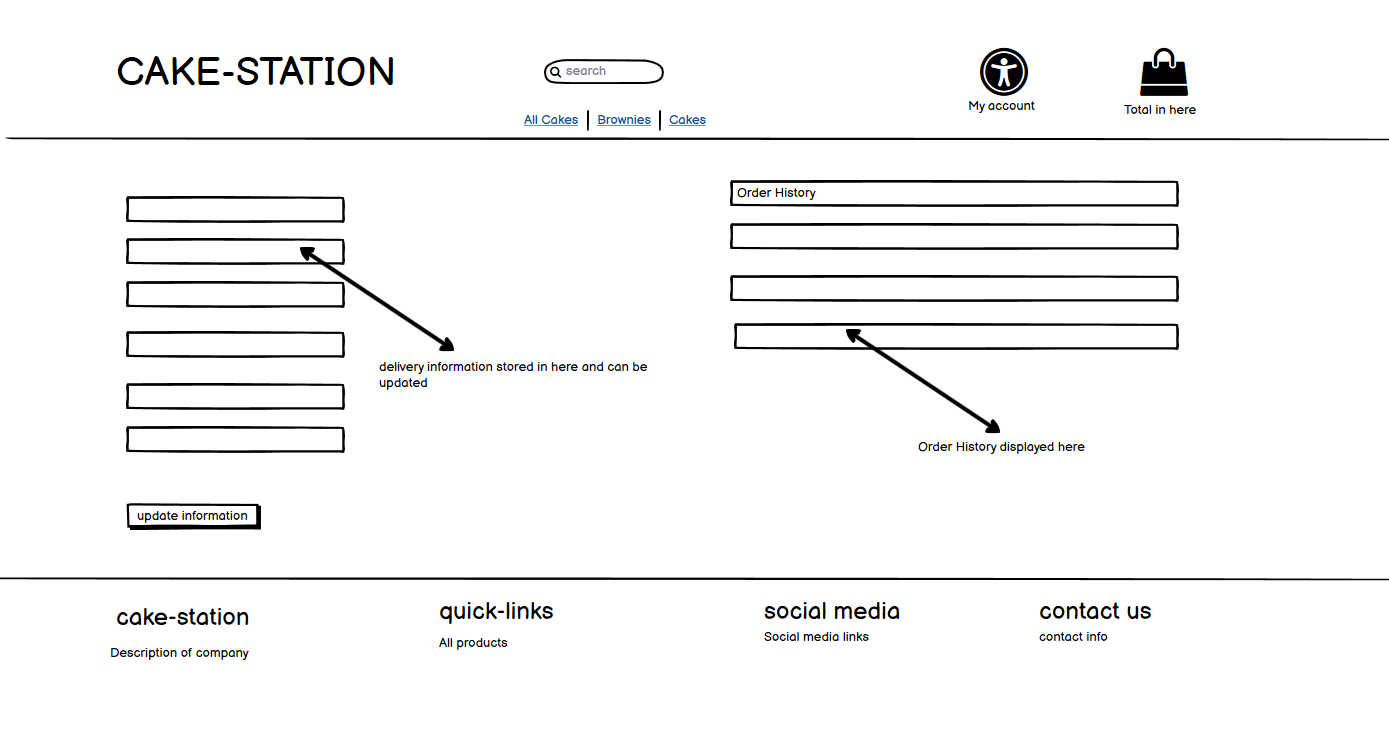 CAKE-STATION
search
My account
Total in here
All Cakes
Brownies
Cakes
Order History
delivery information stored in here and can be
updated
Order History displayed here
update information
cake-station
Description of company
quick-links
All products
social media
Social media links
contact us
contact info